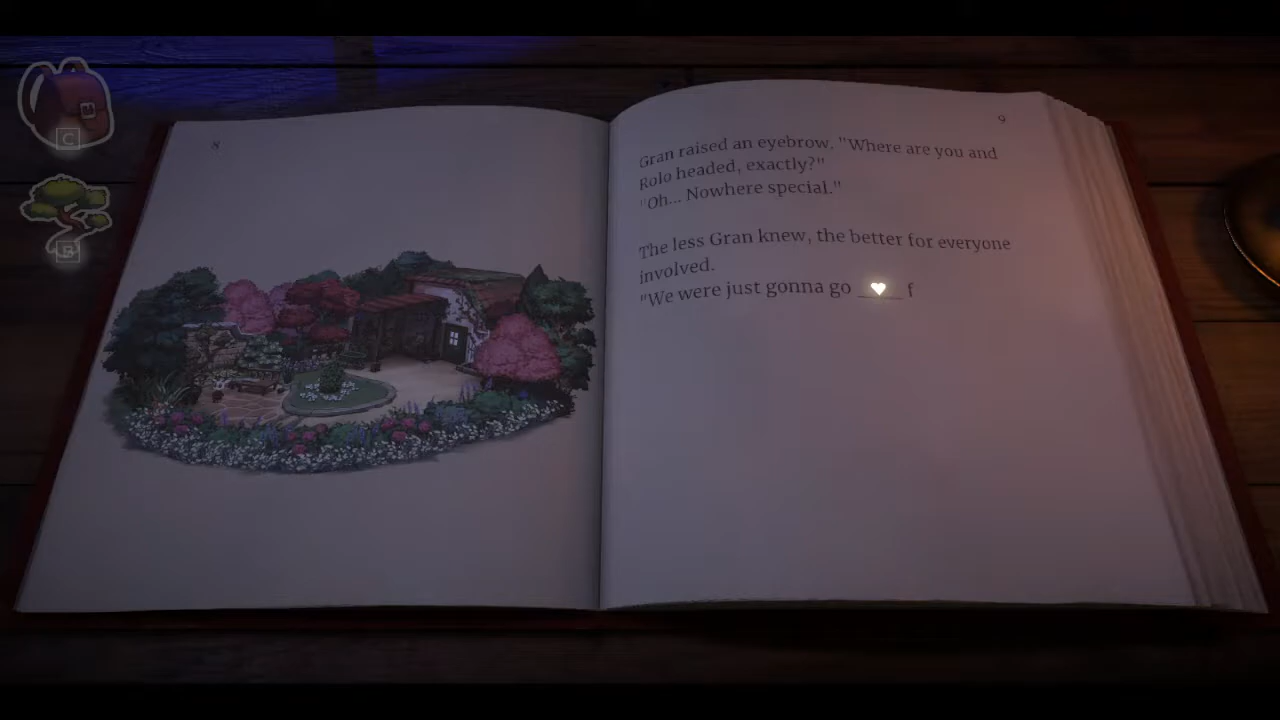 C
B
8
9
Gran raised an eyebrow. "Where are you and
Rolo headed, exactly?"
"Oh... Nowhere special."
The less Gran knew, the better for everyone
involved.
"We were just gonna go ____ f